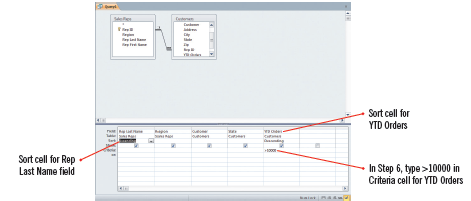 Query1
Sales Reps
*
Rep ID
Region
Rep Last Name
Rep First Name
Customers
Customer
Address
City
State
Zip
Rep ID
YTD Orders
Sort cell for
YTD Orders
Field: Rep Last Name Region Customer State YTD Orders
Table: Sales Reps Sales Reps Customers Customers Customers
Sort: Ascending Descending
Show:
Criteria: >10000
or:
Sort cell for Rep
Last Name field
In Step 6, type >10000 in
Criteria cell for YTD Orders